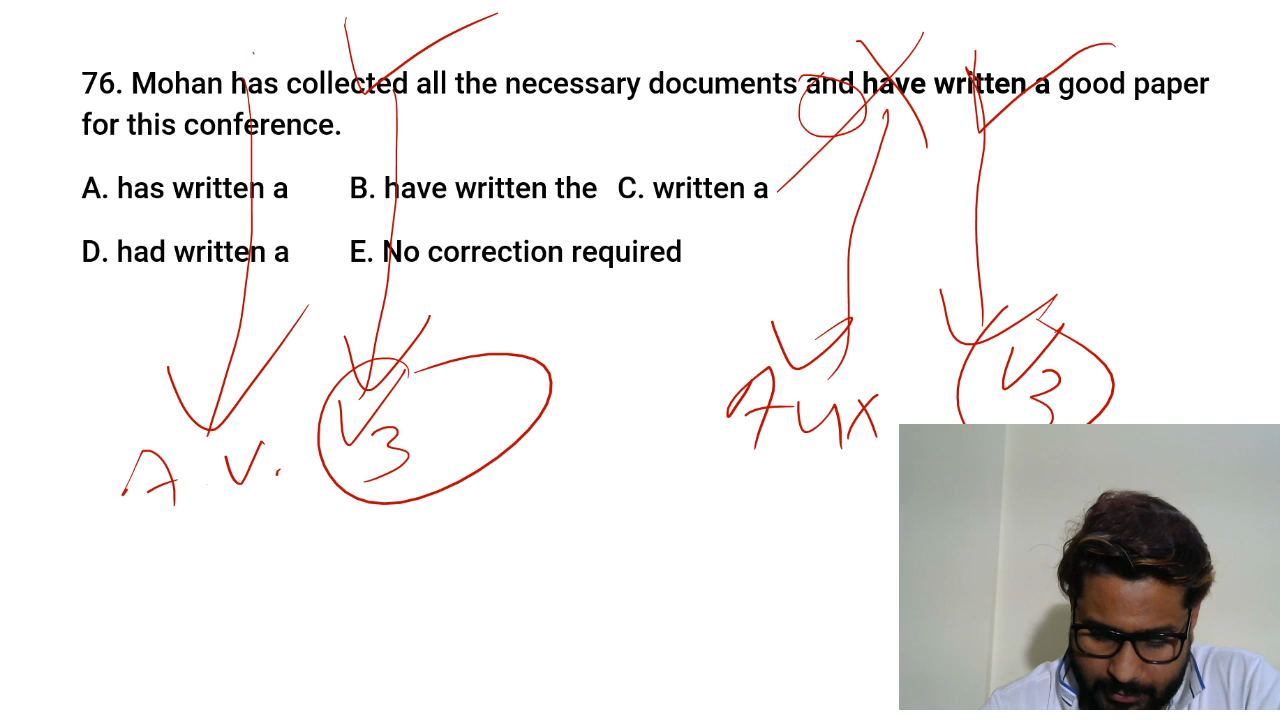 76. Mohan has collected all the necessary documents and have written a good paper
for this conference.
A. has written a B. have written the C. written a
D. had written a E. No correction required
A.V. V3 Aux V3